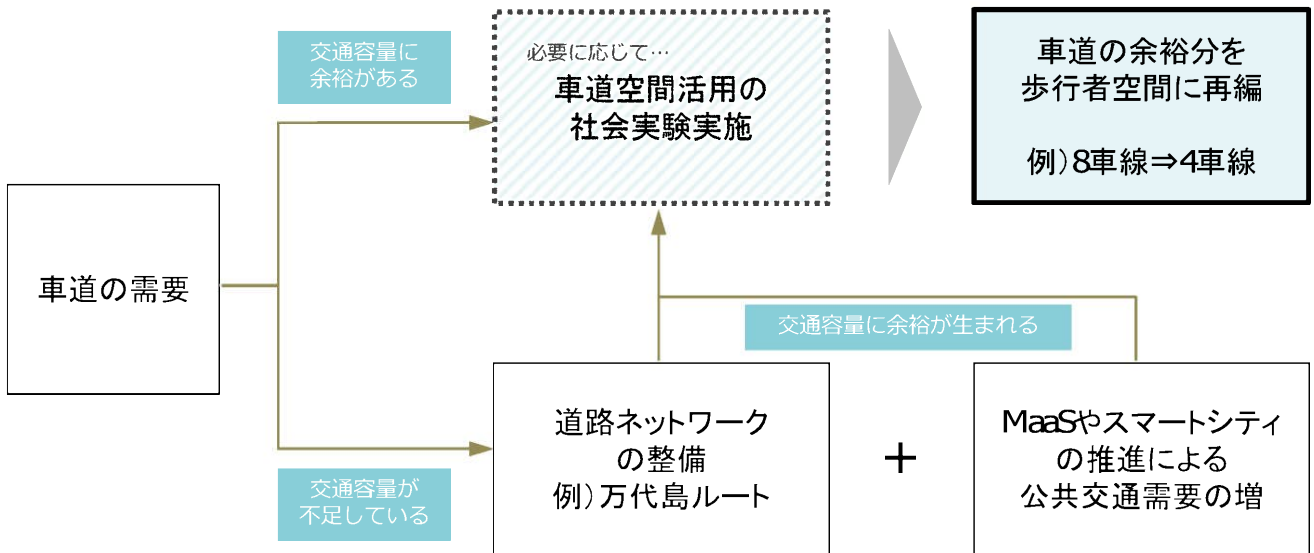 交通容量に
余裕がある
必要に応じて…
車道空間活用の
社会実験実施
車道の余裕分を
歩行者空間に再編
例）8車線⇒4車線
車道の需要
交通容量に余裕が生まれる
交通容量が
不足している
道路ネットワーク
の整備
例）万代島ルート
＋
MaaSやスマートシティ
の推進による
公共交通需要の増